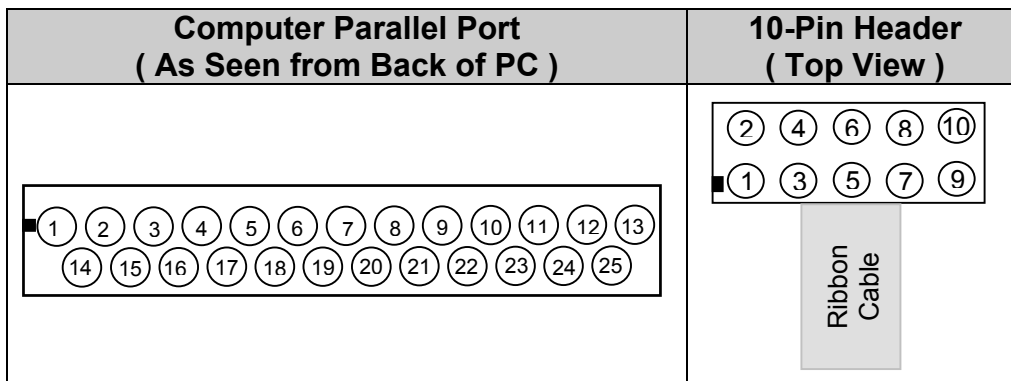 Computer Parallel Port
( As Seen from Back of PC )
10-Pin Header
( Top View )
1 2 3 4 5 6 7 8 9 10 11 12 13
14 15 16 17 18 19 20 21 22 23 24 25
2 4 6 8 10
1 3 5 7 9
Ribbon
Cable